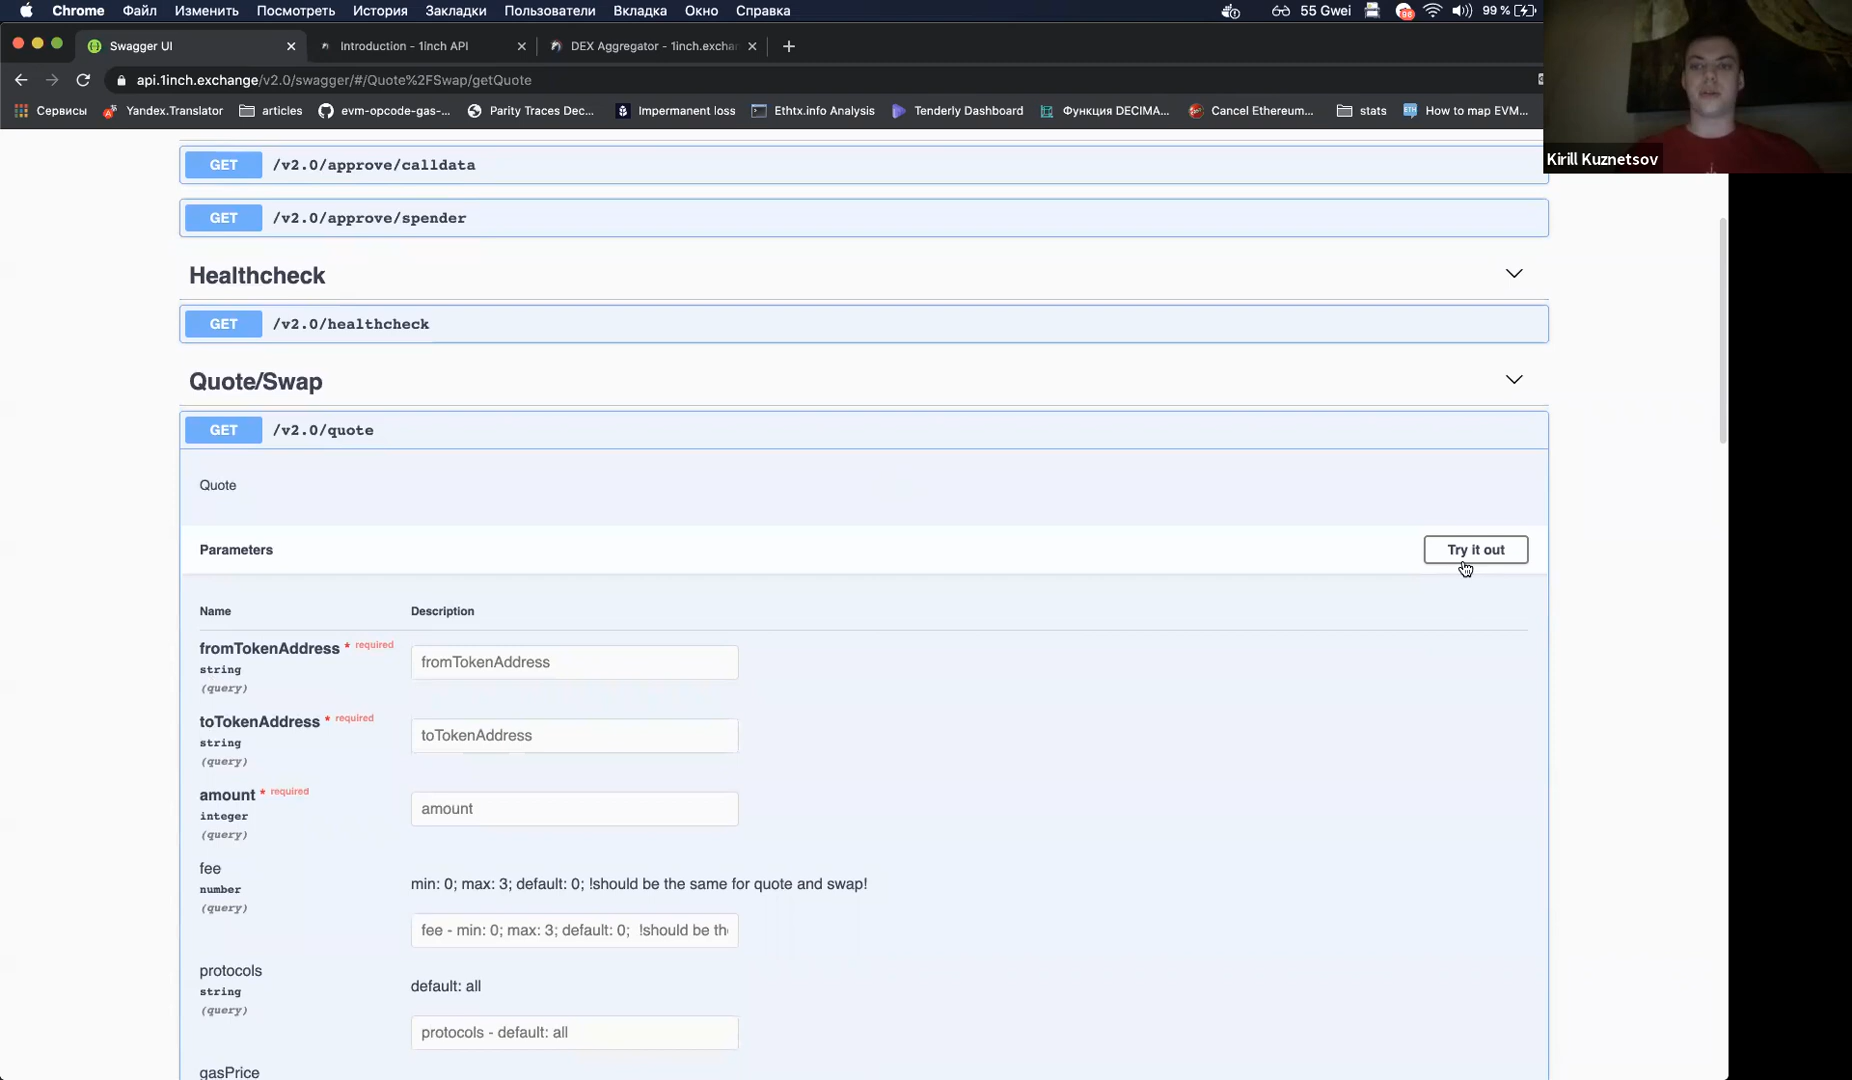 Chrome Файл Изменить Посмотреть История Закладки Пользователи Вкладка Окно Справка 55 Gwei 96 99 %
Swagger UI Introduction - 1inch API DEX Aggregator - 1inch.exchar
api.1inch.exchange/v2.0/swagger/#/Quote%2FSwap/getQuote
Сервисы Yandex.Translator articles evm-opcode-gas-... Parity Traces Dec... Impermanent loss Ethtx.info Analysis Tenderly Dashboard Функция DECIMA... Cancel Ethereum... stats How to map EVM...
Kirill Kuznetsov
GET /v2.0/approve/calldata
GET /v2.0/approve/spender
Healthcheck
GET /v2.0/healthcheck
Quote/Swap
GET /v2.0/quote
Quote
Parameters Try it out
Name Description
fromTokenAddress * required
string
(query)
fromTokenAddress
toTokenAddress * required
string
(query)
toTokenAddress
amount * required
integer
(query)
amount
fee
number
(query)
min: 0; max: 3; default: 0; !should be the same for quote and swap!
fee - min: 0; max: 3; default: 0; !should be the
protocols
string
(query)
default: all
protocols - default: all
gasPrice